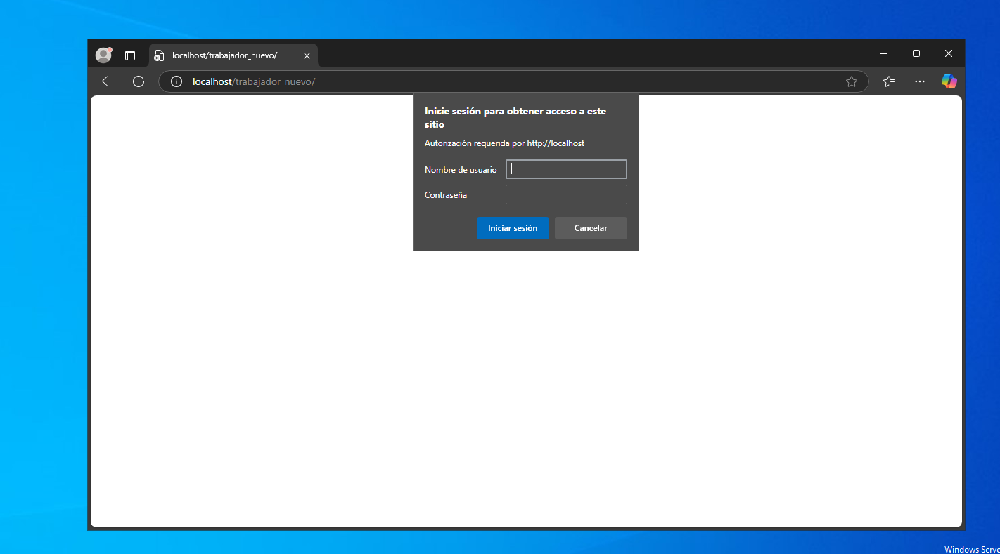 localhost/trabajador_nuevo/
localhost/trabajador_nuevo/
Inicie sesión para obtener acceso a este
sitio
Autorización requerida por http://localhost
Nombre de usuario
Contraseña
Iniciar sesión
Cancelar
Windows Serve